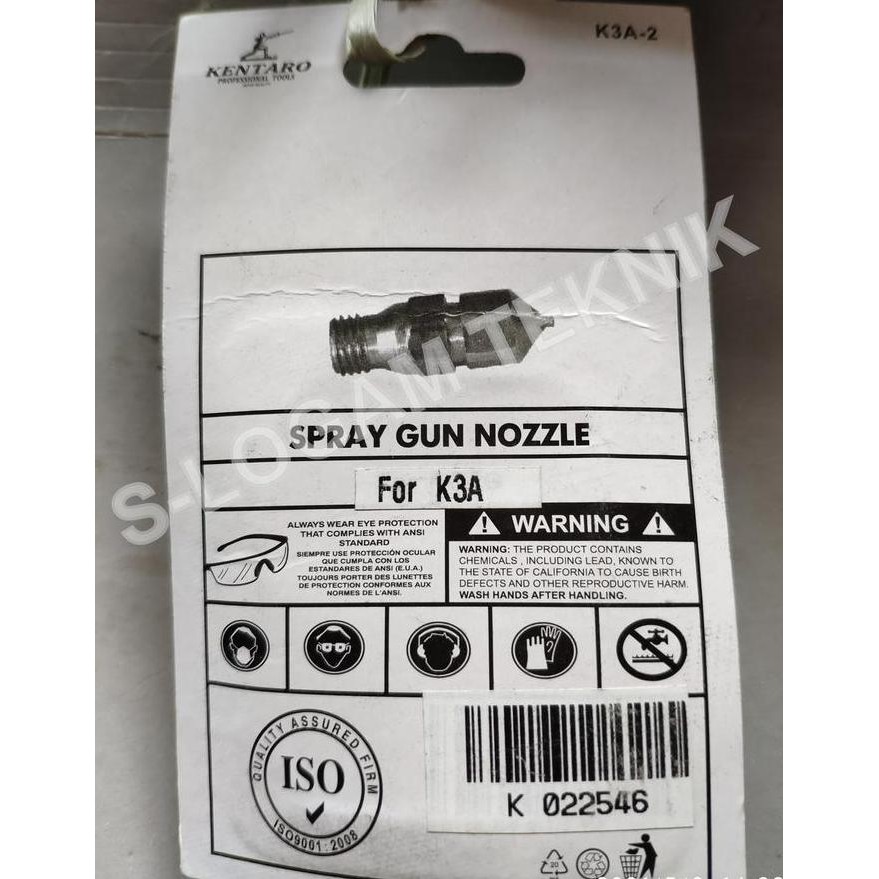 K3A-2
KENTARO
PROFESSIONAL TOOLS
S-LOGAM TEKNIK
SPRAY GUN NOZZLE
For K3A
ALWAYS WEAR EYE PROTECTION
THAT COMPLIES WITH ANSI
STANDARD
SIEMPRE USE PROTECCIÓN OCULAR
QUE CUMPLA CON LOS
ESTANDARES DE ANSI (E.U.A.)
TOUJOURS PORTER DES LUNETTES
DE PROTECTION CONFORMES AUX
NORMES DE L'ANSI.
WARNING
WARNING: THE PRODUCT CONTAINS
CHEMICALS , INCLUDING LEAD, KNOWN TO
THE STATE OF CALIFORNIA TO CAUSE BIRTH
DEFECTS AND OTHER REPRODUCTIVE HARM.
WASH HANDS AFTER HANDLING.
QUALITY ASSURED FIRM
ISO
ISO9001:2008
K 022546
20